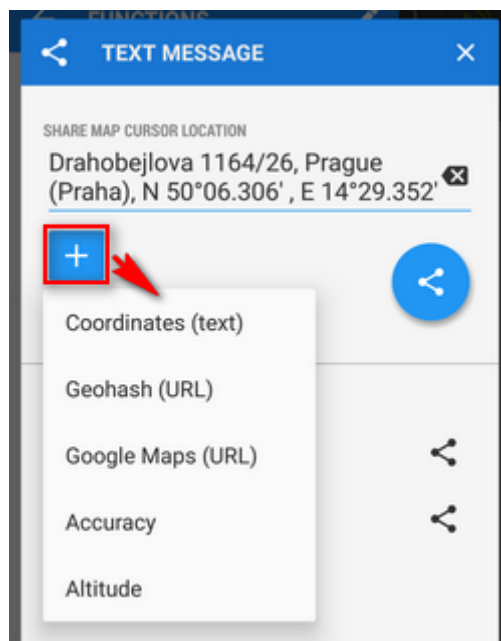 FUNCTIONS
TEXT MESSAGE
SHARE MAP CURSOR LOCATION
Drahobejlova 1164/26, Prague
(Praha), N 50°06.306' , E 14°29.352'
Coordinates (text)
Geohash (URL)
Google Maps (URL)
Accuracy
Altitude